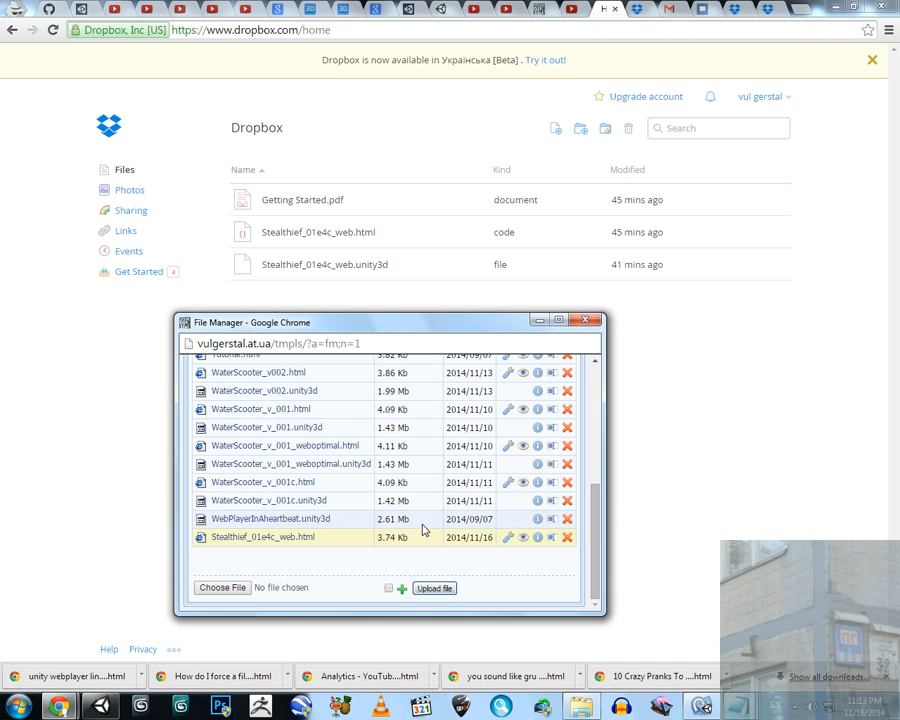 Dropbox, Inc [US] https://www.dropbox.com/home
Dropbox is now available in Українська [Beta] . Try it out!
Upgrade account
vul gerstal
Dropbox
Search
Files
Photos
Sharing
Links
Events
Get Started 4
Name Kind Modified
Getting Started.pdf document 45 mins ago
Stealthief_01e4c_web.html code 45 mins ago
Stealthief_01e4c_web.unity3d file 41 mins ago
File Manager - Google Chrome
vulgerstal.at.ua/tmpls/?a=fm;n=1
Tutorial.html 3.82 Kb 2014/09/07
WaterScooter_v002.html 3.86 Kb 2014/11/13
WaterScooter_v002.unity3d 1.99 Mb 2014/11/13
WaterScooter_v_001.html 4.09 Kb 2014/11/10
WaterScooter_v_001.unity3d 1.43 Mb 2014/11/10
WaterScooter_v_001_weboptimal.html 4.11 Kb 2014/11/10
WaterScooter_v_001_weboptimal.unity3d 1.43 Mb 2014/11/11
WaterScooter_v_001c.html 4.09 Kb 2014/11/11
WaterScooter_v_001c.unity3d 1.42 Mb 2014/11/11
WebPlayerInAheartbeat.unity3d 2.61 Mb 2014/09/07
Stealthief_01e4c_web.html 3.74 Kb 2014/11/16
Choose File No file chosen Upload file
Help Privacy
unity webplayer lin....html
How do I force a fil....html
Analytics - YouTub....html
you sound like gru ....html
10 Crazy Pranks To ....html
Show all downloads...
321
11:13 PM
11/16/2014